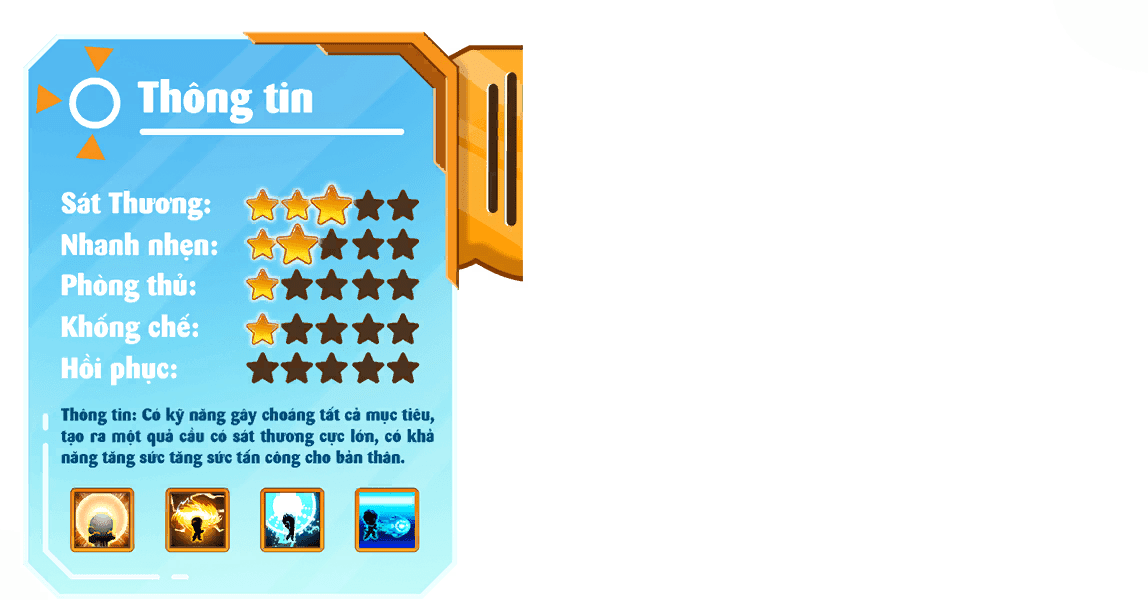 Thông tin
Sát Thương:
Nhanh nhẹn:
Phòng thủ:
Khống chế:
Hồi phục:
Thông tin: Có kỹ năng gây choáng tất cả mục tiêu,
tạo ra một quả cầu có sát thương cực lớn, có khả
năng tăng sức tăng sức tấn công cho bản thân.